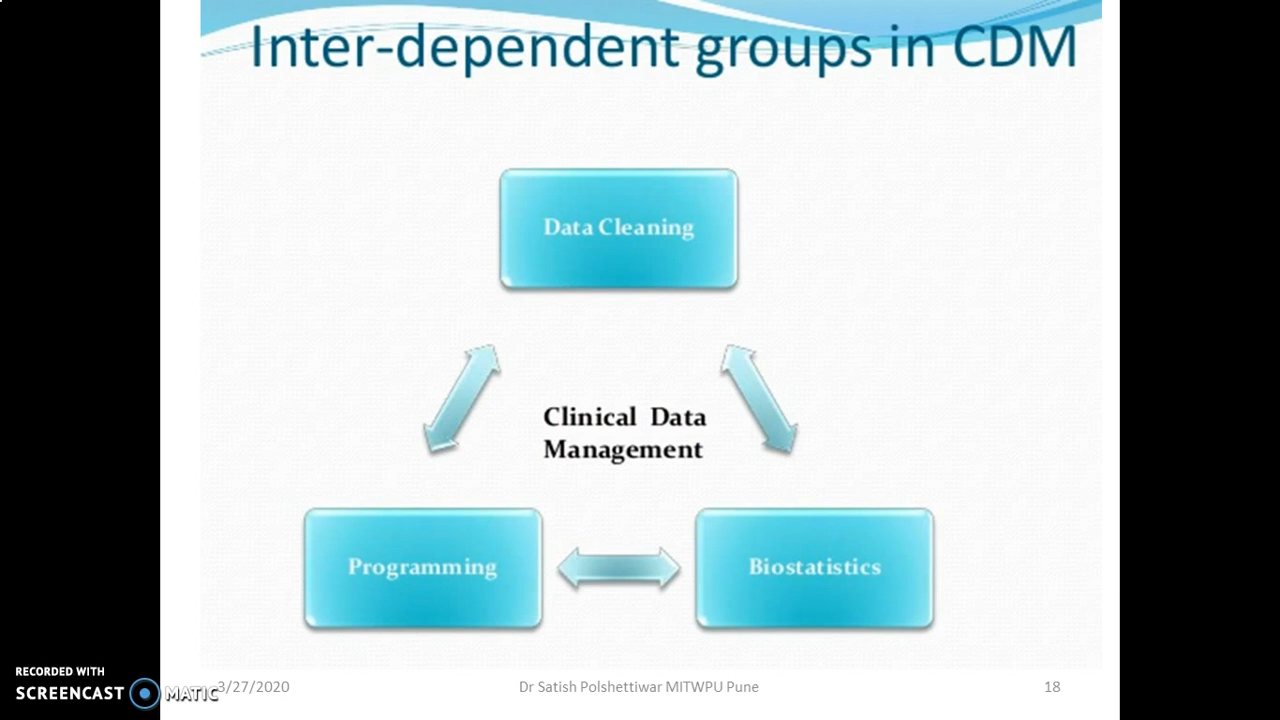 Inter-dependent groups in CDM
Data Cleaning
Clinical Data
Management
Programming
Biostatistics
RECORDED WITH
SCREENCAST MATIC
3/27/2020
Dr Satish Polshettiwar MITWPU Pune
18